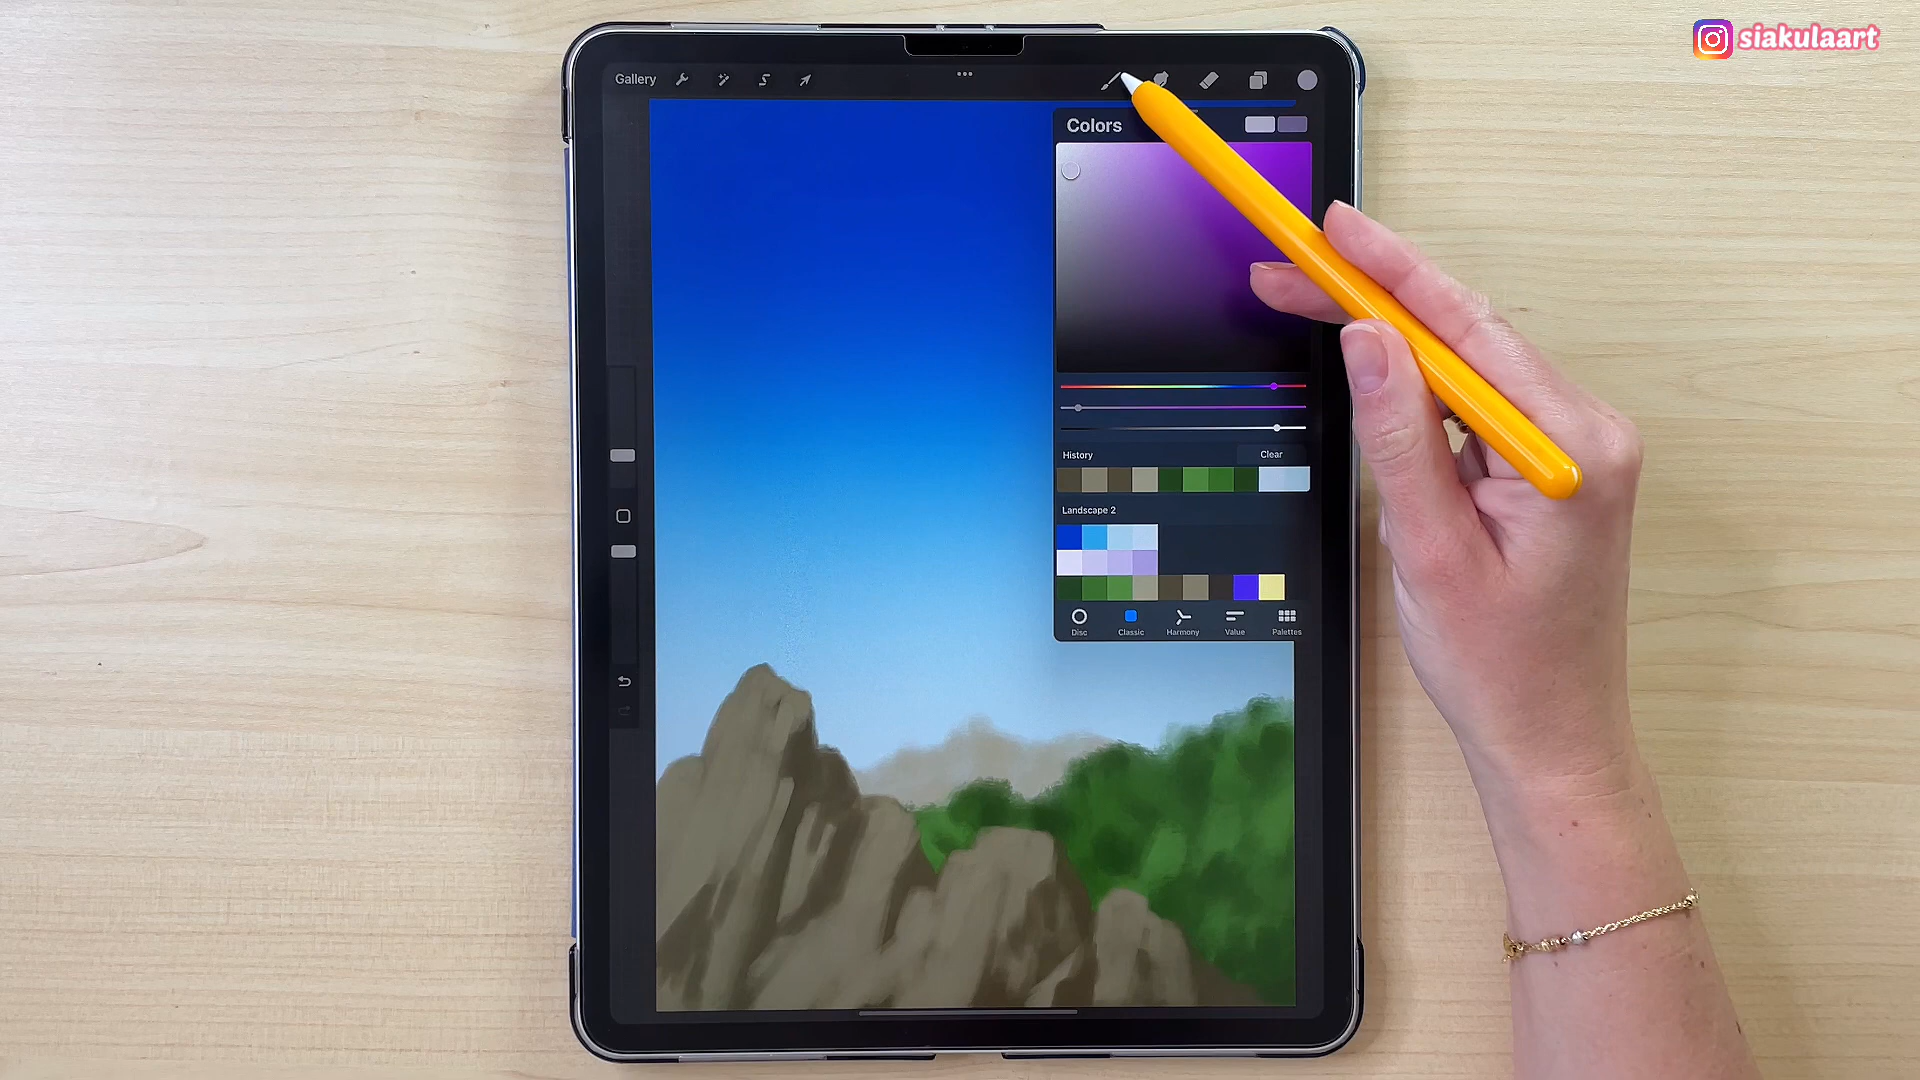 siakulaart
Gallery
Colors
History
Clear
Landscape 2
Disc
Classic
Harmony
Value
Palettes